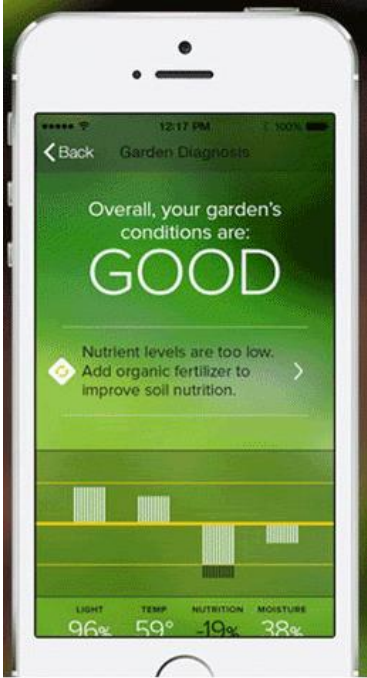 12:17 PM 100%
Back Garden Diagnosis
Overall, your garden's
conditions are:
GOOD
Nutrient levels are too low.
Add organic fertilizer to
improve soil nutrition.
LIGHT TEMP NUTRITION MOISTURE
96% 59° -19% 38%